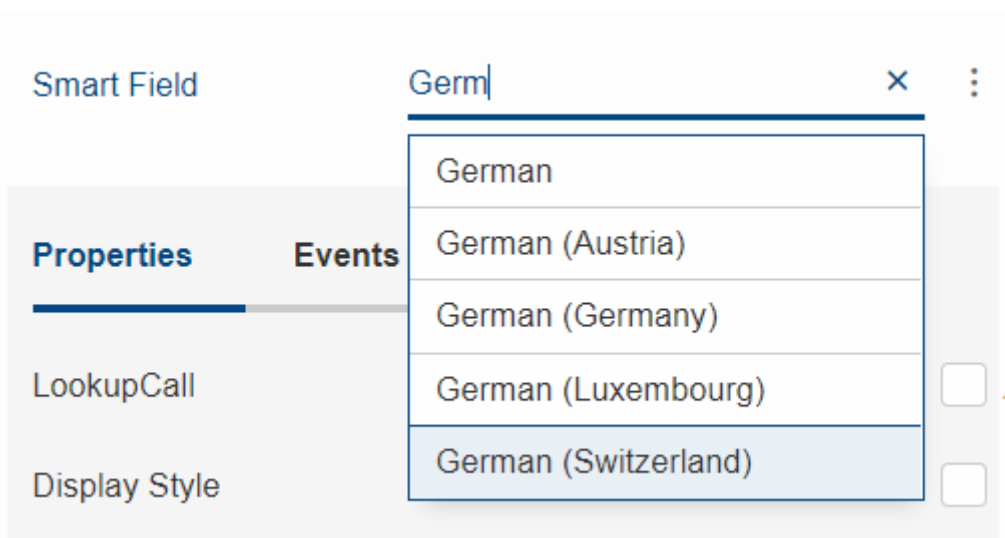 Smart Field
Germ
German
German (Austria)
Properties
Events
German (Germany)
LookupCall
German (Luxembourg)
German (Switzerland)
Display Style